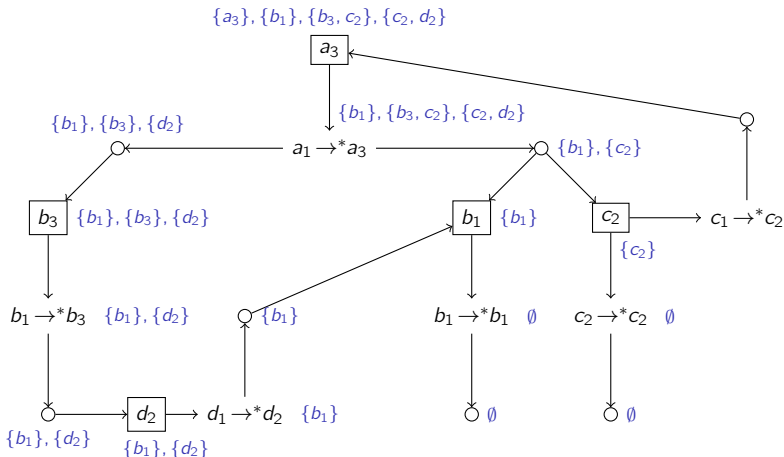 {a₃}, {b₁}, {b₃, c₂}, {c₂, d₂}
a₃
{b₁}, {b₃, c₂}, {c₂, d₂}
{b₁}, {b₃}, {d₂}
a₁ →* a₃
{b₁}, {c₂}
b₃ {b₁}, {b₃}, {d₂}
b₁ {b₁}
c₂
c₁ →* c₂
{c₂}
b₁ →* b₃ {b₁}, {d₂}
{b₁}
b₁ →* b₁ ∅
c₂ →* c₂ ∅
d₂
d₁ →* d₂ {b₁}
∅
∅
{b₁}, {d₂}
{b₁}, {d₂}